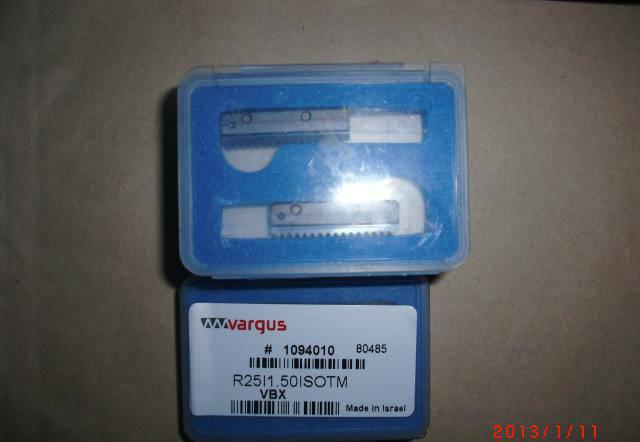 vargus
# 1094010 80485
R25I1.50ISOTM
VBX
Made in Israel
2013/1/11